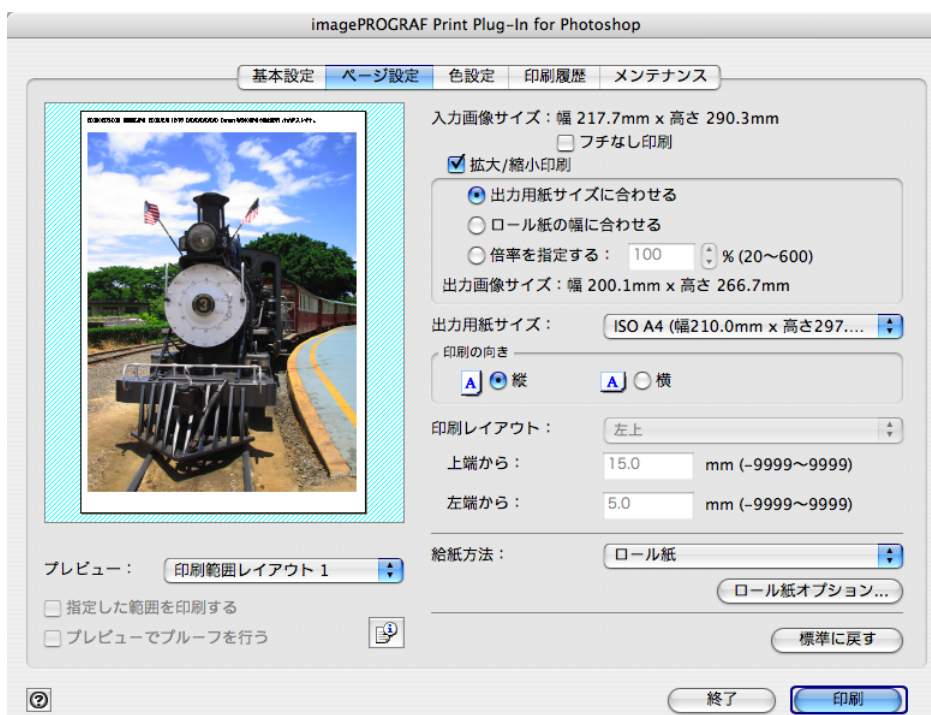 imagePROGRAF Print Plug-In for Photoshop
基本設定 ページ設定 色設定 印刷履歴 メンテナンス
入力画像サイズ：幅 217.7mm x 高さ 290.3mm
フチなし印刷
拡大/縮小印刷
出力用紙サイズに合わせる
ロール紙の幅に合わせる
倍率を指定する： 100 % (20〜600)
出力画像サイズ：幅 200.1mm x 高さ 266.7mm
出力用紙サイズ： ISO A4 (幅210.0mm x 高さ297....
印刷の向き
A 縦 A 横
印刷レイアウト： 左上
上端から： 15.0 mm (-9999〜9999)
左端から： 5.0 mm (-9999〜9999)
給紙方法： ロール紙
ロール紙オプション...
標準に戻す
3
プレビュー： 印刷範囲レイアウト 1
指定した範囲を印刷する
プレビューでプルーフを行う
? 終了 印刷